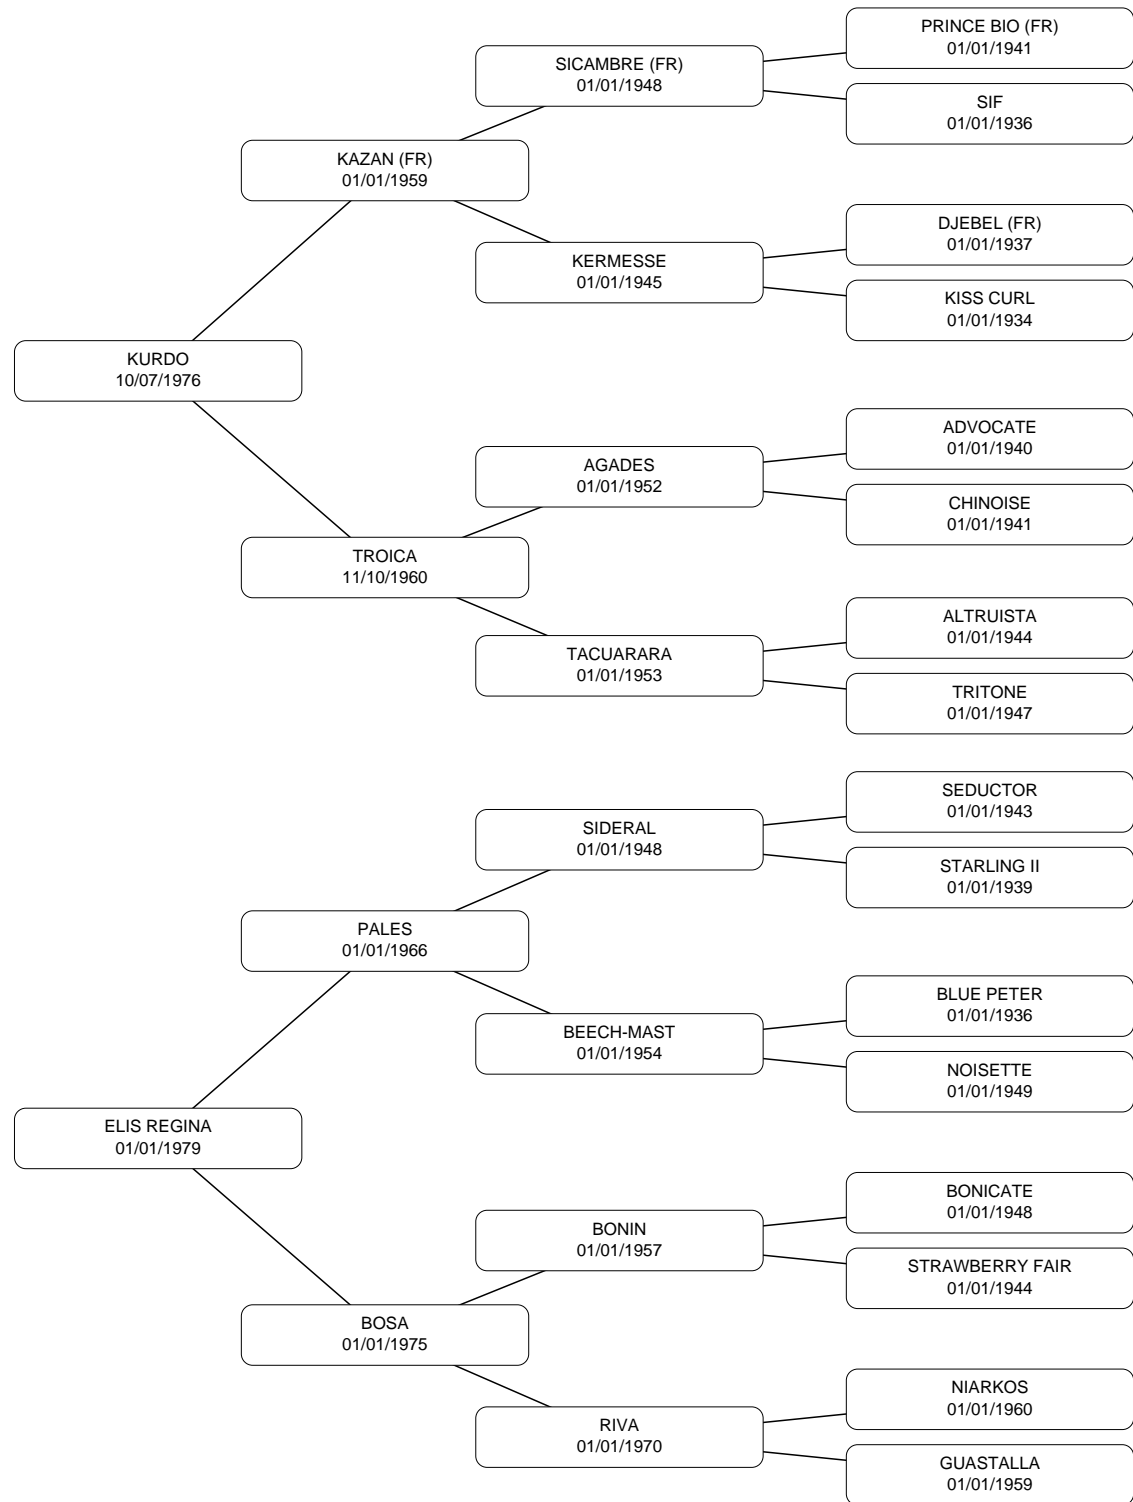 PRINCE BIO (FR)
01/01/1941
SICAMBRE (FR)
01/01/1948
SIF
01/01/1936
KAZAN (FR)
01/01/1959
DJEBEL (FR)
01/01/1937
KERMESSE
01/01/1945
KISS CURL
01/01/1934
KURDO
10/07/1976
ADVOCATE
01/01/1940
AGADES
01/01/1952
CHINOISE
01/01/1941
TROICA
11/10/1960
ALTRUISTA
01/01/1944
TACUARARA
01/01/1953
TRITONE
01/01/1947
SEDUCTOR
01/01/1943
SIDERAL
01/01/1948
STARLING II
01/01/1939
PALES
01/01/1966
BLUE PETER
01/01/1936
BEECH-MAST
01/01/1954
NOISETTE
01/01/1949
ELIS REGINA
01/01/1979
BONICATE
01/01/1948
BONIN
01/01/1957
STRAWBERRY FAIR
01/01/1944
BOSA
01/01/1975
NIARKOS
01/01/1960
RIVA
01/01/1970
GUASTALLA
01/01/1959